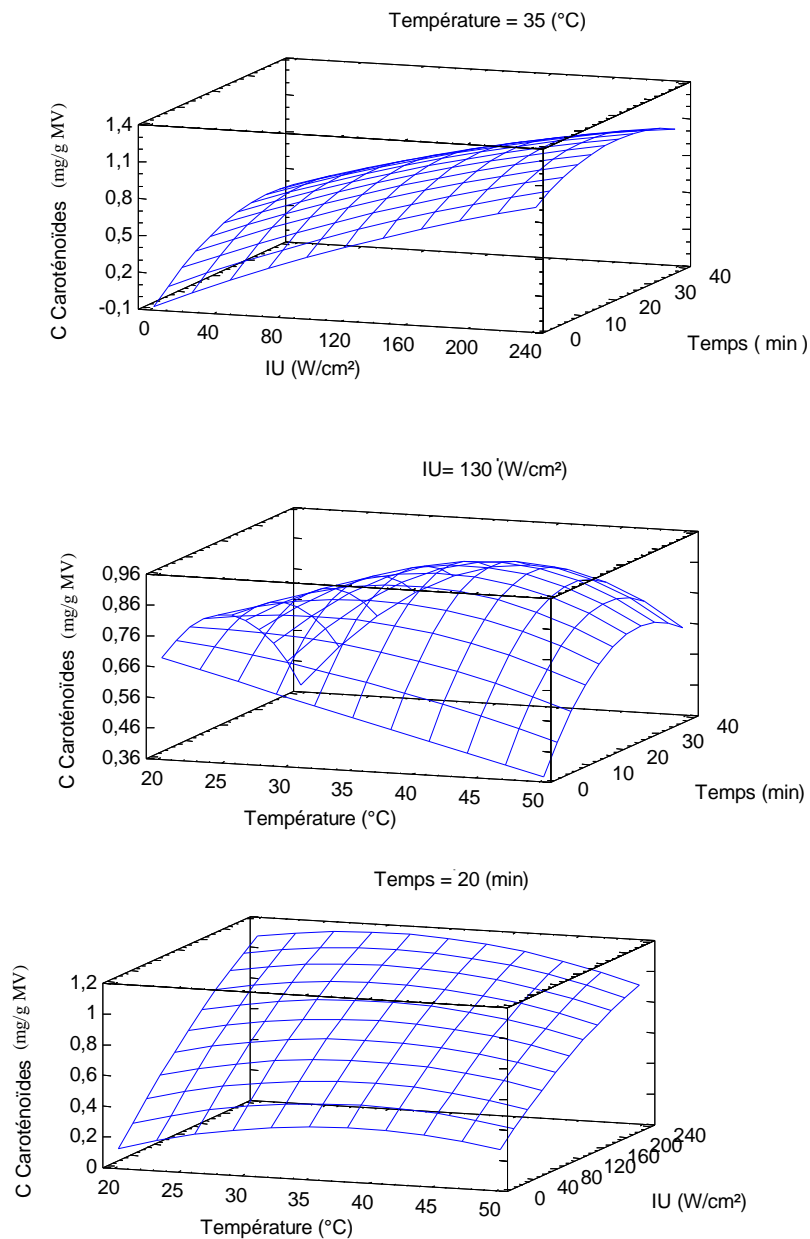 Température = 35 (°C)
C Caroténoïdes (mg/g MV)
1,4
1,1
0,8
0,5
0,2
-0,1
0 40 80 120 160 200 240
IU (W/cm²)
0 10 20 30 40
Temps ( min )
IU= 130 (W/cm²)
C Caroténoïdes (mg/g MV)
0,96
0,86
0,76
0,66
0,56
0,46
0,36
20 25 30 35 40 45 50
Température (°C)
0 10 20 30 40
Temps (min)
Temps = 20 (min)
C Caroténoïdes (mg/g MV)
1,2
1
0,8
0,6
0,4
0,2
0
20 25 30 35 40 45 50
Température (°C)
0 40 80 120 160 200 240
IU (W/cm²)